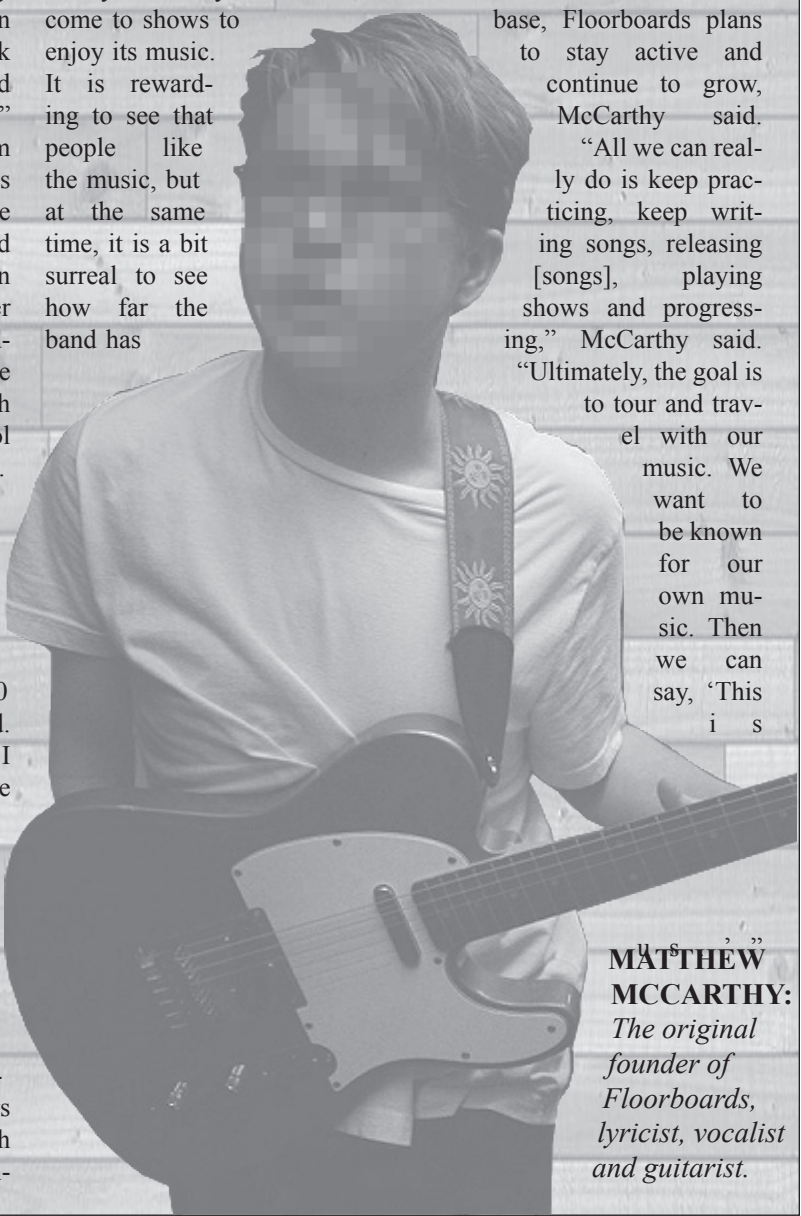 come to shows to
enjoy its music.
It is reward-
ing to see that
people like
the music, but
at the same
time, it is a bit
surreal to see
how far the
band has
base, Floorboards plans
to stay active and
continue to grow,
McCarthy said.
“All we can real-
ly do is keep prac-
ticing, keep writ-
ing songs, releasing
[songs], playing
shows and progress-
ing,” McCarthy said.
“Ultimately, the goal is
to tour and trav-
el with our
music. We
want to
be known
for our
own mu-
sic. Then
we can
say, ‘This
i s
u s ’ ”
MATTHEW
MCCARTHY:
The original
founder of
Floorboards,
lyricist, vocalist
and guitarist.